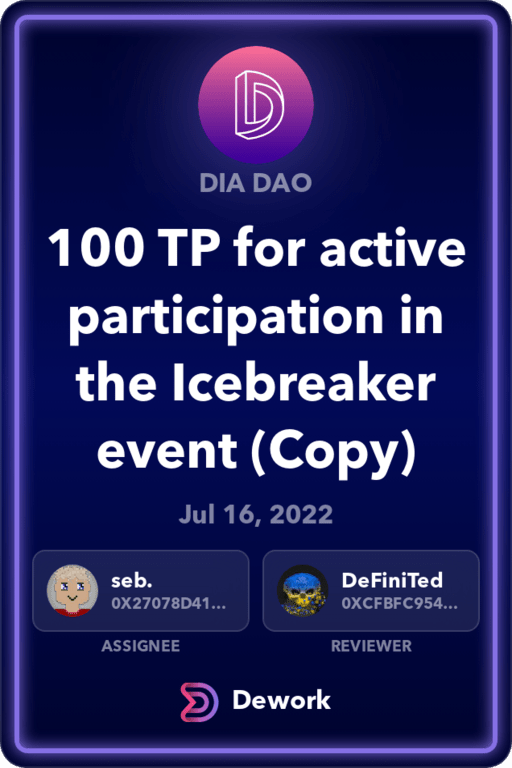 DIA DAO
100 TP for active
participation in
the Icebreaker
event (Copy)
Jul 16, 2022
seb.
0X27078D41...
ASSIGNEE
DeFiniTed
0XCFBFC954...
REVIEWER
Dework